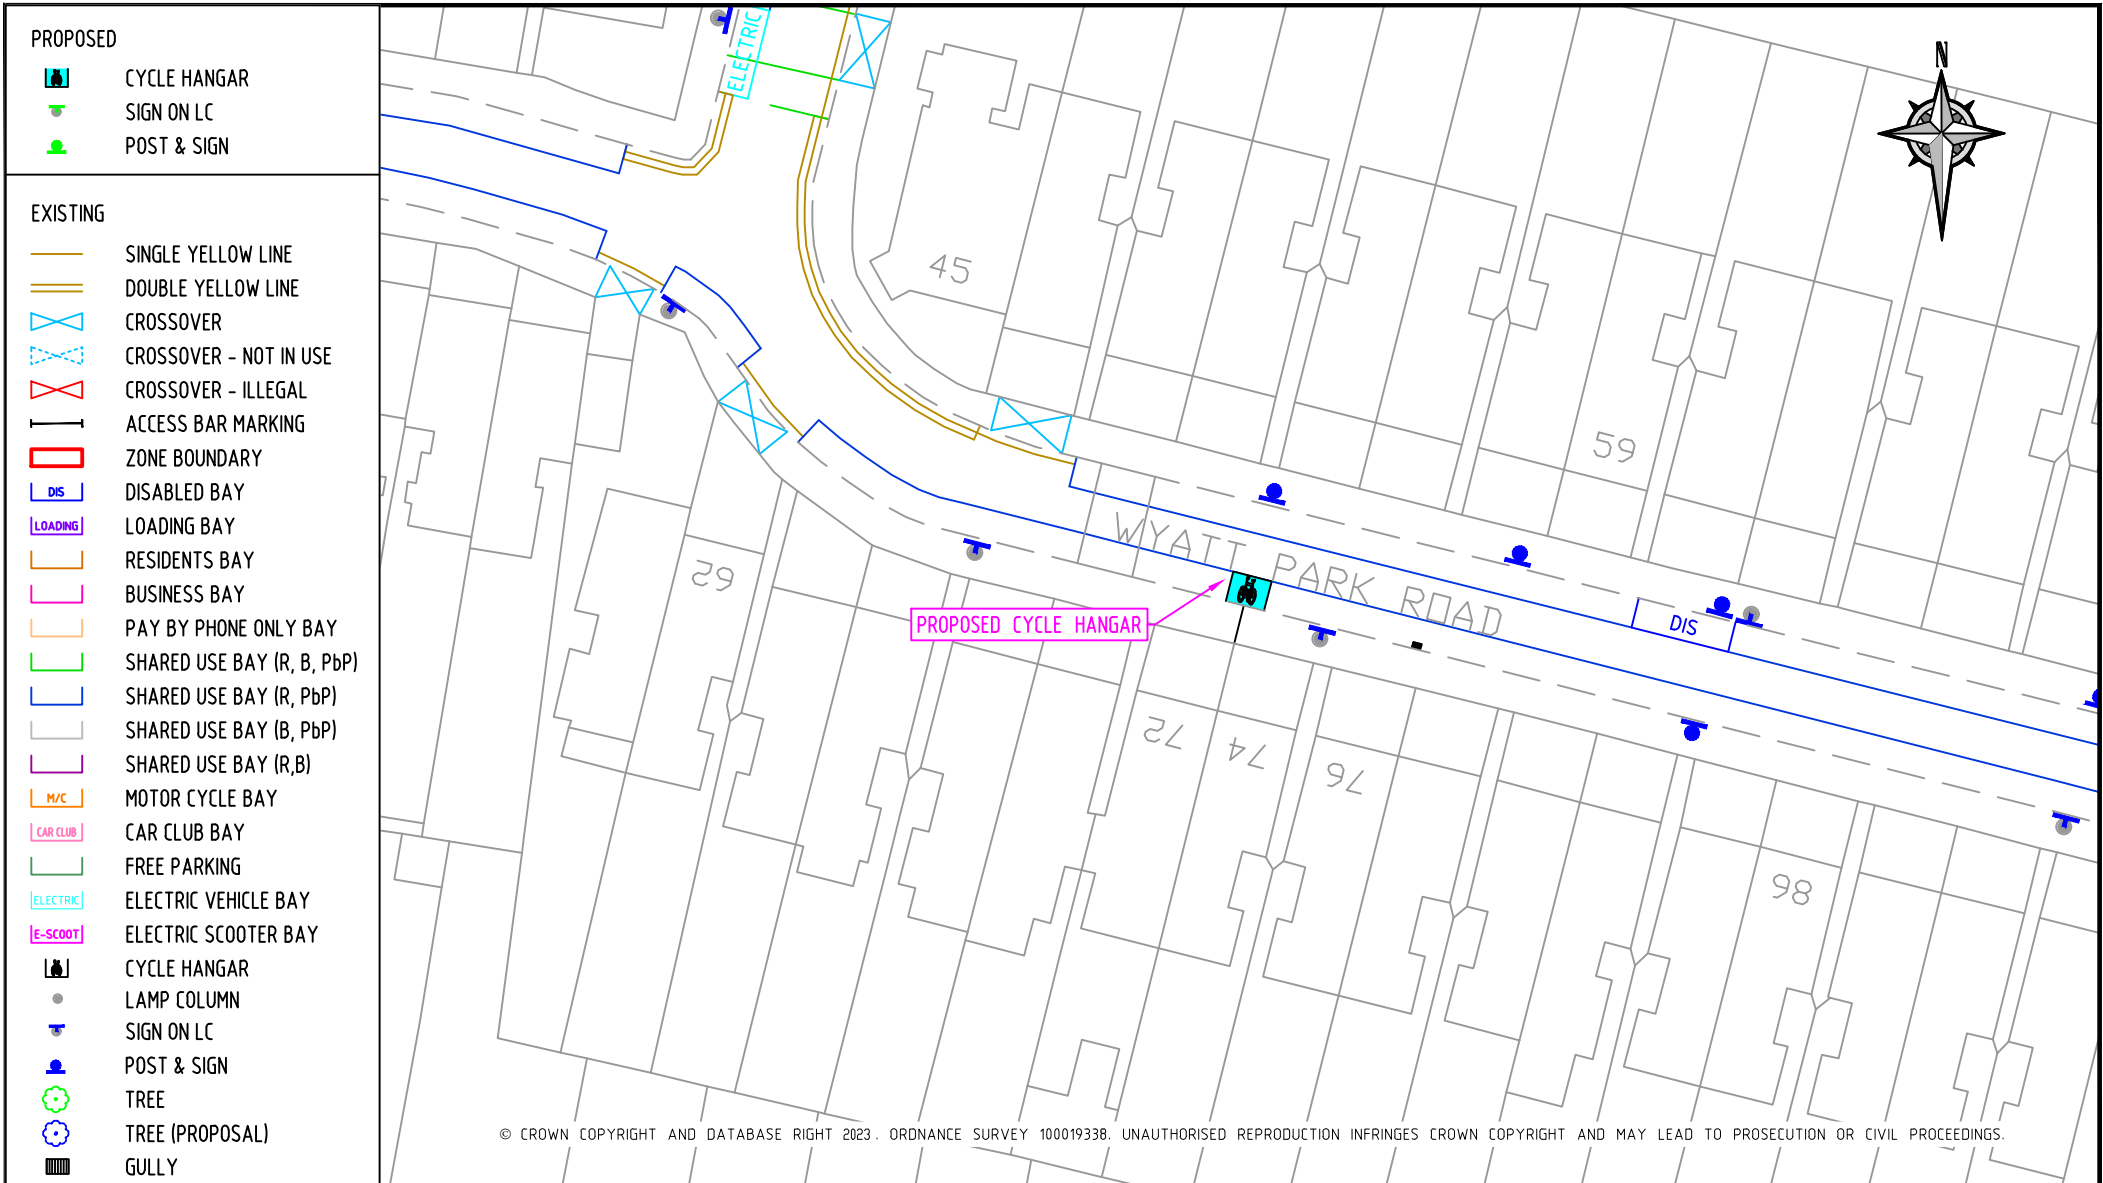 PROPOSED
CYCLE HANGAR
SIGN ON LC
POST & SIGN
EXISTING
SINGLE YELLOW LINE
DOUBLE YELLOW LINE
CROSSOVER
CROSSOVER - NOT IN USE
CROSSOVER - ILLEGAL
ACCESS BAR MARKING
ZONE BOUNDARY
DIS DISABLED BAY
LOADING LOADING BAY
RESIDENTS BAY
BUSINESS BAY
PAY BY PHONE ONLY BAY
SHARED USE BAY (R, B, PbP)
SHARED USE BAY (R, PbP)
SHARED USE BAY (B, PbP)
SHARED USE BAY (R,B)
M/C MOTOR CYCLE BAY
CAR CLUB CAR CLUB BAY
FREE PARKING
ELECTRIC ELECTRIC VEHICLE BAY
E-SCOOT ELECTRIC SCOOTER BAY
CYCLE HANGAR
LAMP COLUMN
SIGN ON LC
POST & SIGN
TREE
TREE (PROPOSAL)
GULLY
ELECTRIC
N
45
59
WYATT PARK ROAD
62
PROPOSED CYCLE HANGAR
DIS
72
74
76
86
© CROWN COPYRIGHT AND DATABASE RIGHT 2023. ORDNANCE SURVEY 100019338. UNAUTHORISED REPRODUCTION INFRINGES CROWN COPYRIGHT AND MAY LEAD TO PROSECUTION OR CIVIL PROCEEDINGS.